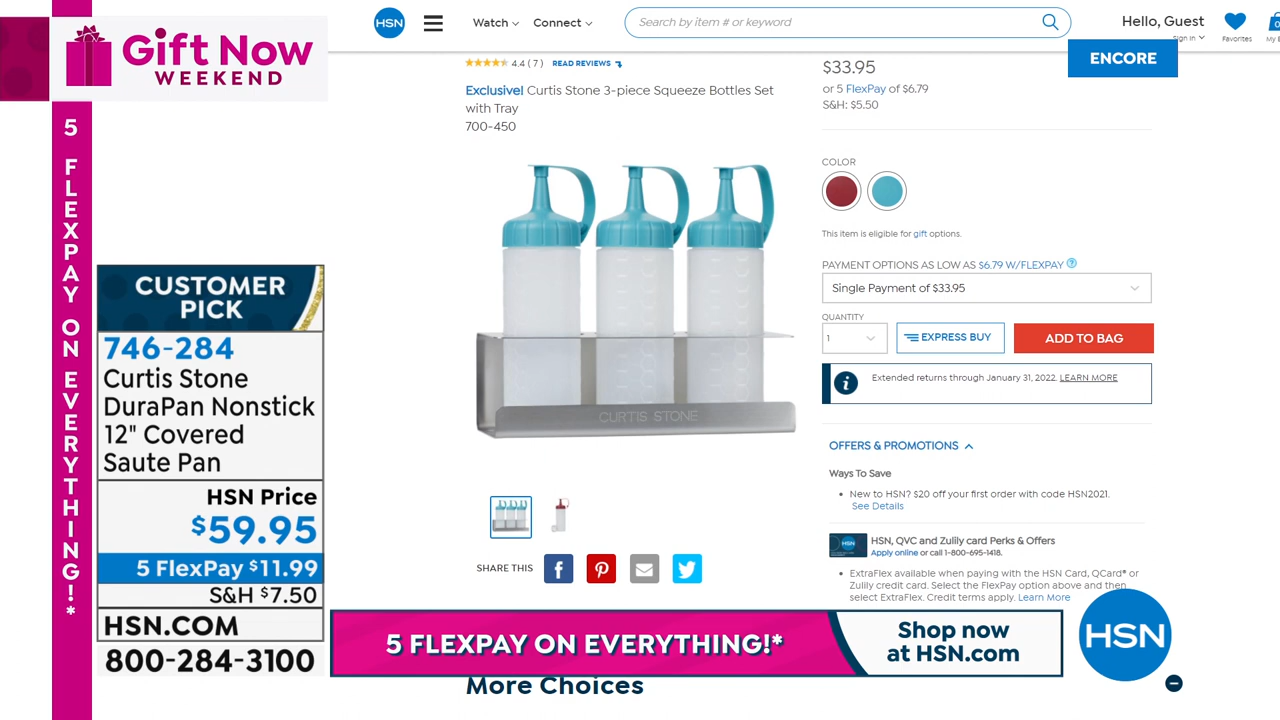 Gift Now
WEEKEND
5 FLEXPAY ON EVERYTHING!*
CUSTOMER
PICK
746-284
Curtis Stone
DuraPan Nonstick
12" Covered
Saute Pan
HSN Price
$59.95
5 FlexPay $11.99
S&H $7.50
HSN.COM
800-284-3100
HSN
Watch
Connect
Search by item # or keyword
Hello, Guest
Sign In
Favorites
0
ENCORE
4.4 ( 7 ) READ REVIEWS
Exclusive! Curtis Stone 3-piece Squeeze Bottles Set
with Tray
700-450
CURTIS STONE
SHARE THIS
$33.95
or 5 FlexPay of $6.79
S&H: $5.50
COLOR
This item is eligible for gift options.
PAYMENT OPTIONS AS LOW AS $6.79 W/FLEXPAY ?
Single Payment of $33.95
QUANTITY
1
EXPRESS BUY
ADD TO BAG
Extended returns through January 31, 2022. LEARN MORE
OFFERS & PROMOTIONS
Ways To Save
• New to HSN? $20 off your first order with code HSN2021.
See Details
HSN, QVC and Zulily card Perks & Offers
Apply online or call 1-800-695-1418.
• ExtraFlex available when paying with the HSN Card, QCard® or
Zulily credit card. Select the FlexPay option above and then
select ExtraFlex. Credit terms apply. Learn More
5 FLEXPAY ON EVERYTHING!*
Shop now
at HSN.com
HSN
More Choices